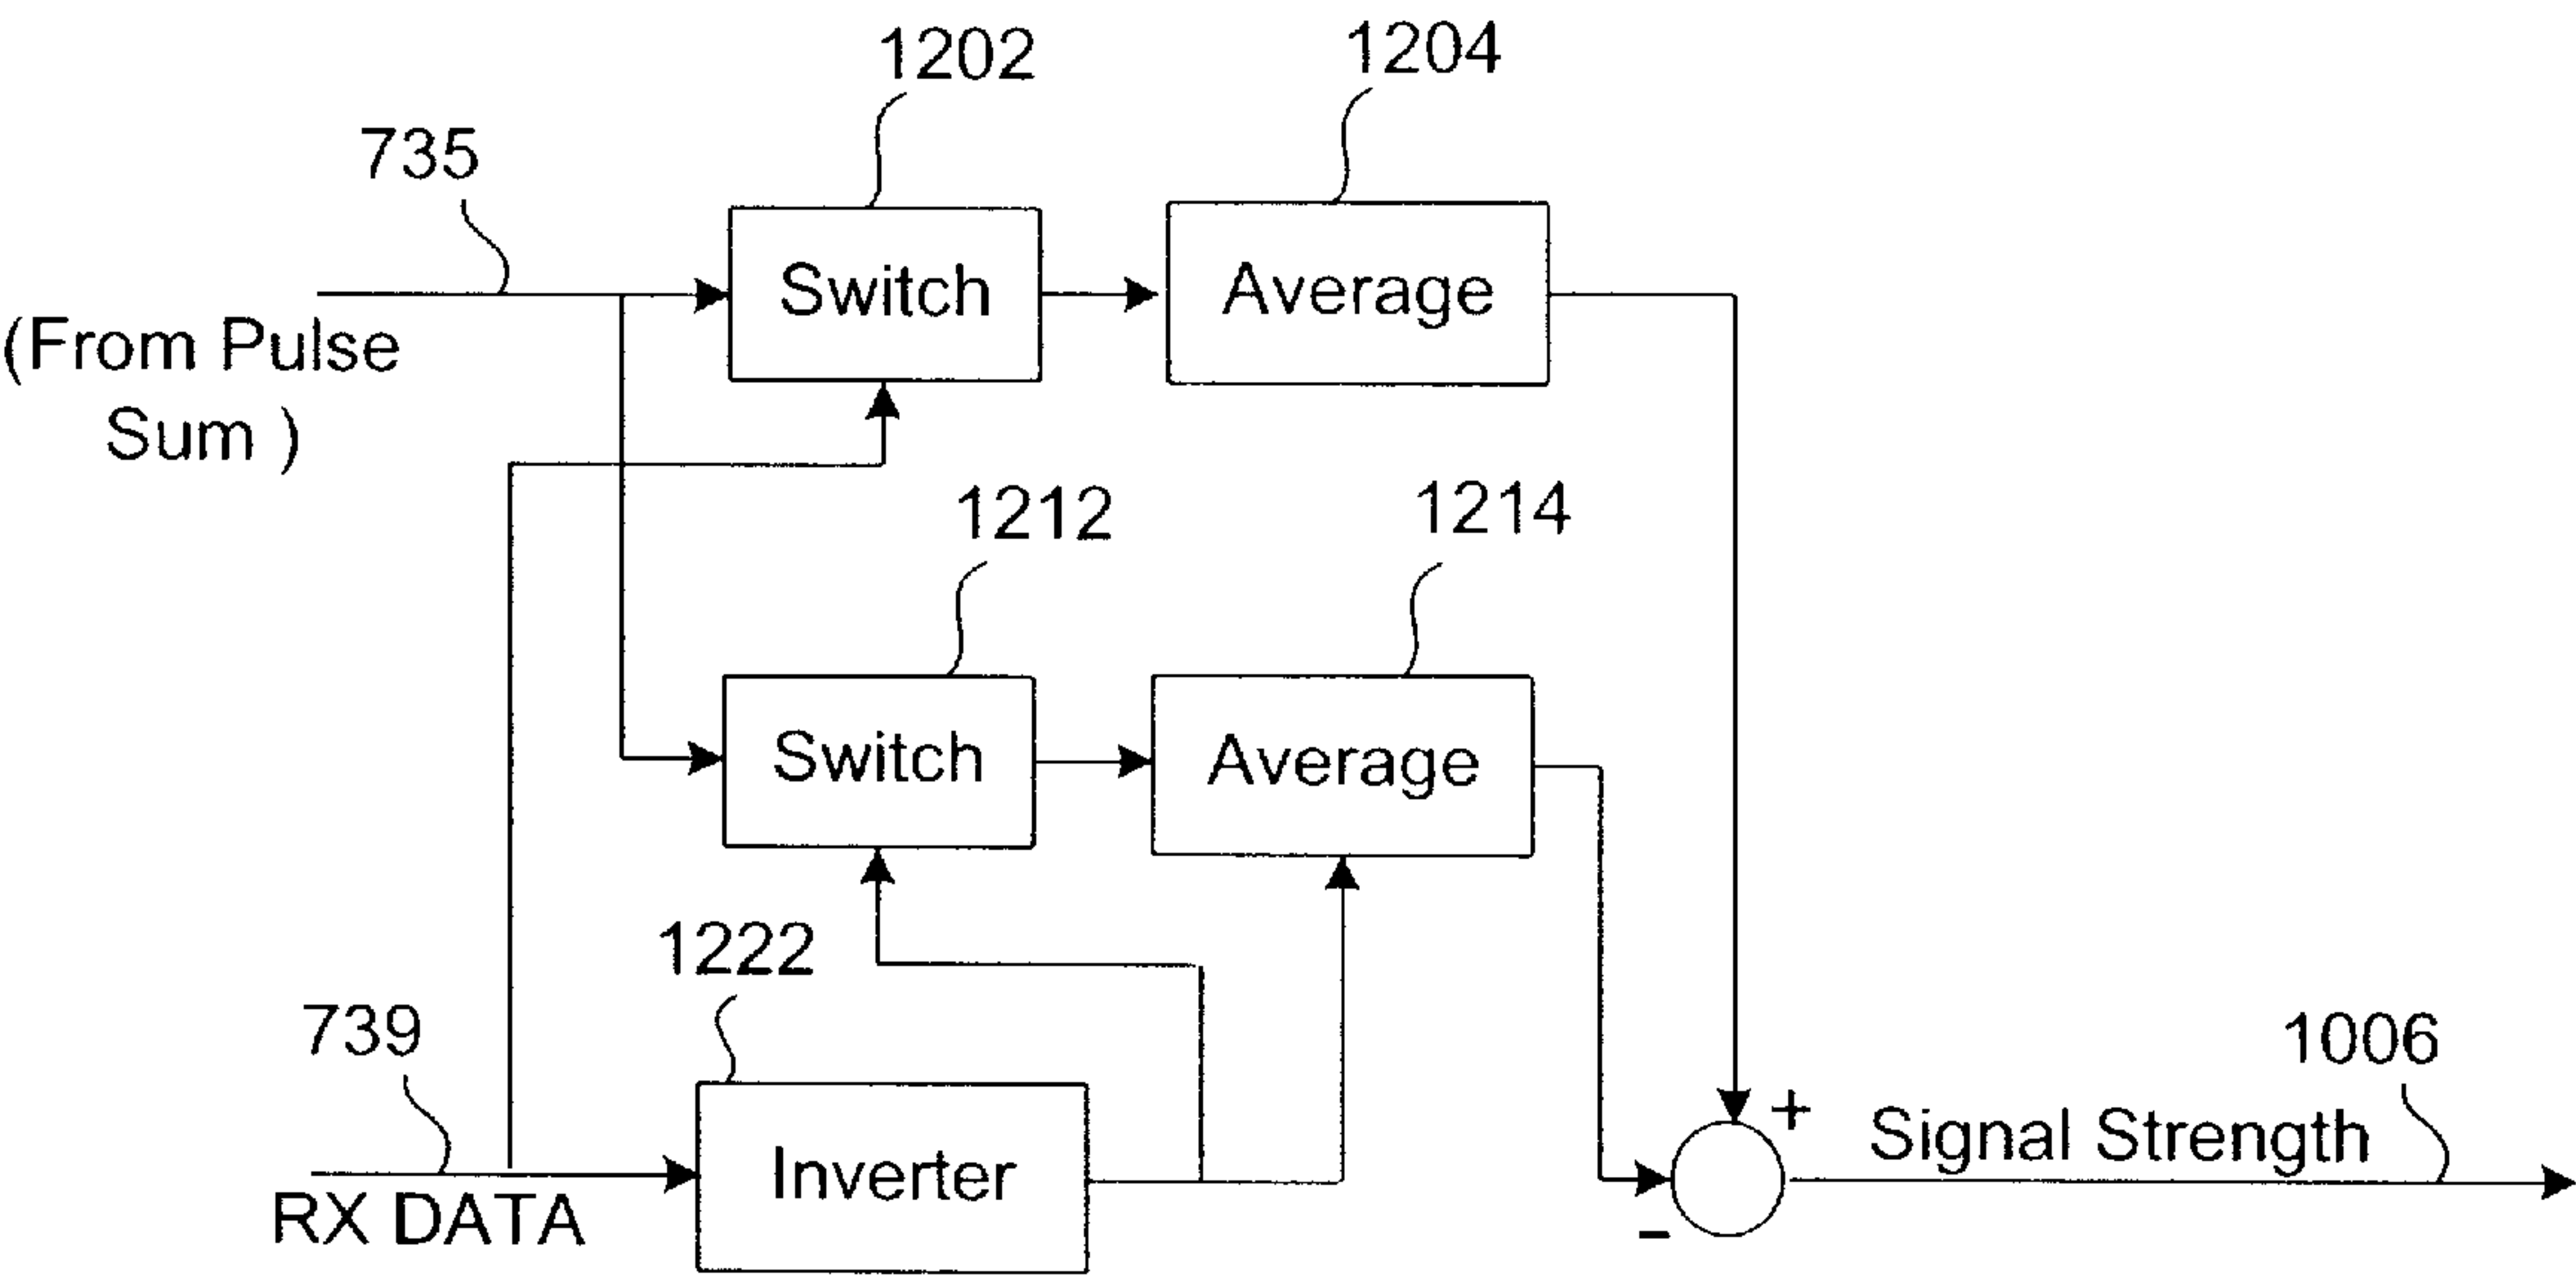 1202
1204
735
Switch
Average
(From Pulse
Sum )
1212
1214
Switch
Average
1222
739
1006
+
Signal Strength
Inverter
RX DATA
-